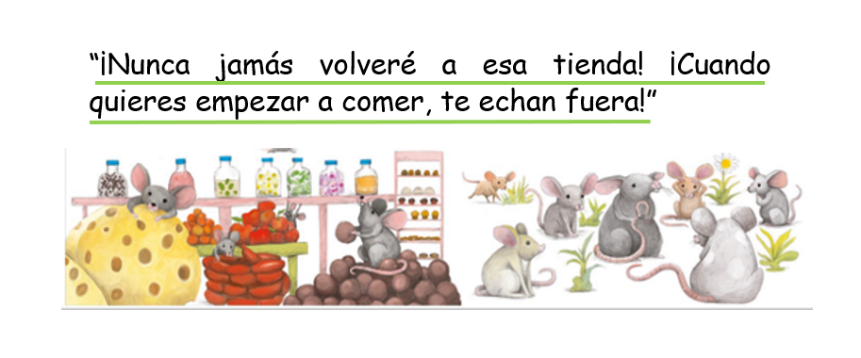 “¡Nunca jamás volveré a esa tienda! ¡Cuando
quieres empezar a comer, te echan fuera!”